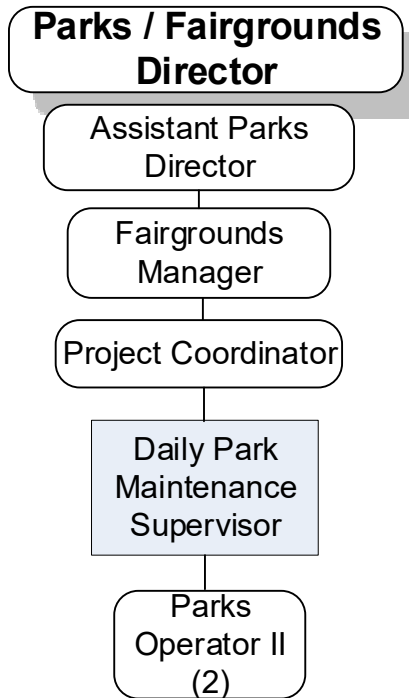 Parks / Fairgrounds
Director
Assistant Parks
Director
Fairgrounds
Manager
Project Coordinator
Daily Park
Maintenance
Supervisor
Parks
Operator II
(2)